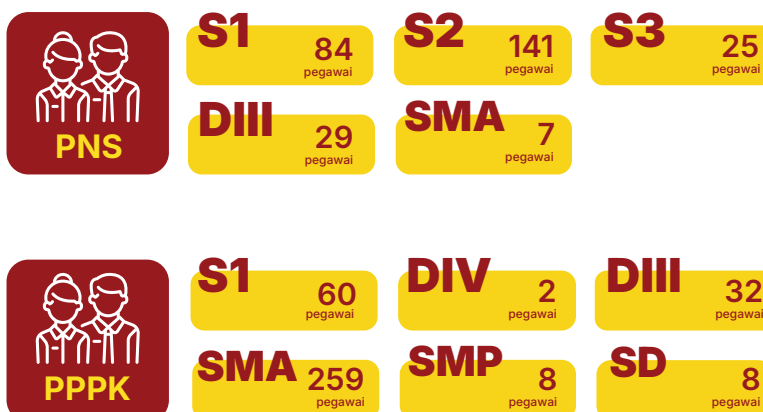 PNS
S1
84
pegawai
S2
141
pegawai
S3
25
pegawai
DIII
29
pegawai
SMA
7
pegawai
PPPK
S1
60
pegawai
DIV
2
pegawai
DIII
32
pegawai
SMA
259
pegawai
SMP
8
pegawai
SD
8
pegawai